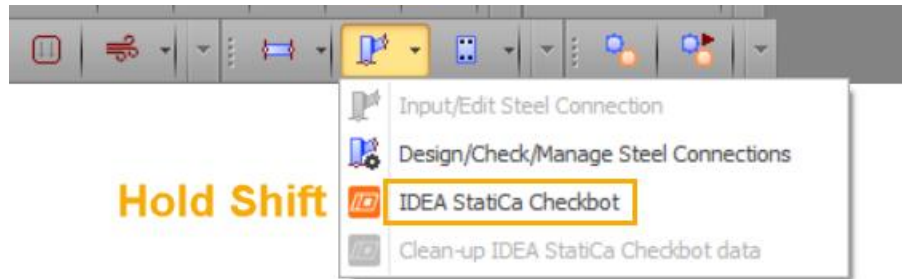 Input/Edit Steel Connection
Design/Check/Manage Steel Connections
Hold Shift IDEA StatiCa Checkbot
Clean-up IDEA StatiCa Checkbot data